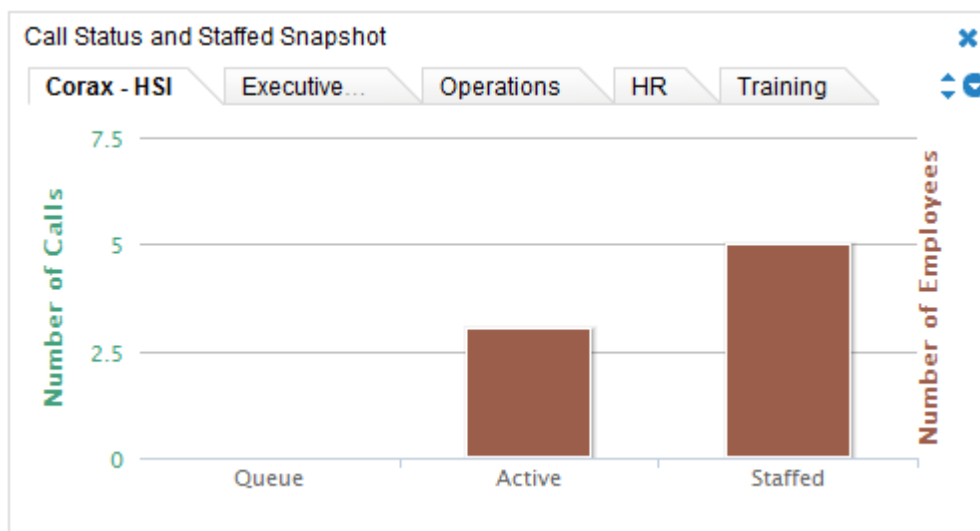 Call Status and Staffed Snapshot
Corax - HSI Executive... Operations HR Training
7.5
5
2.5
0
Number of Calls
Number of Employees
Queue Active Staffed